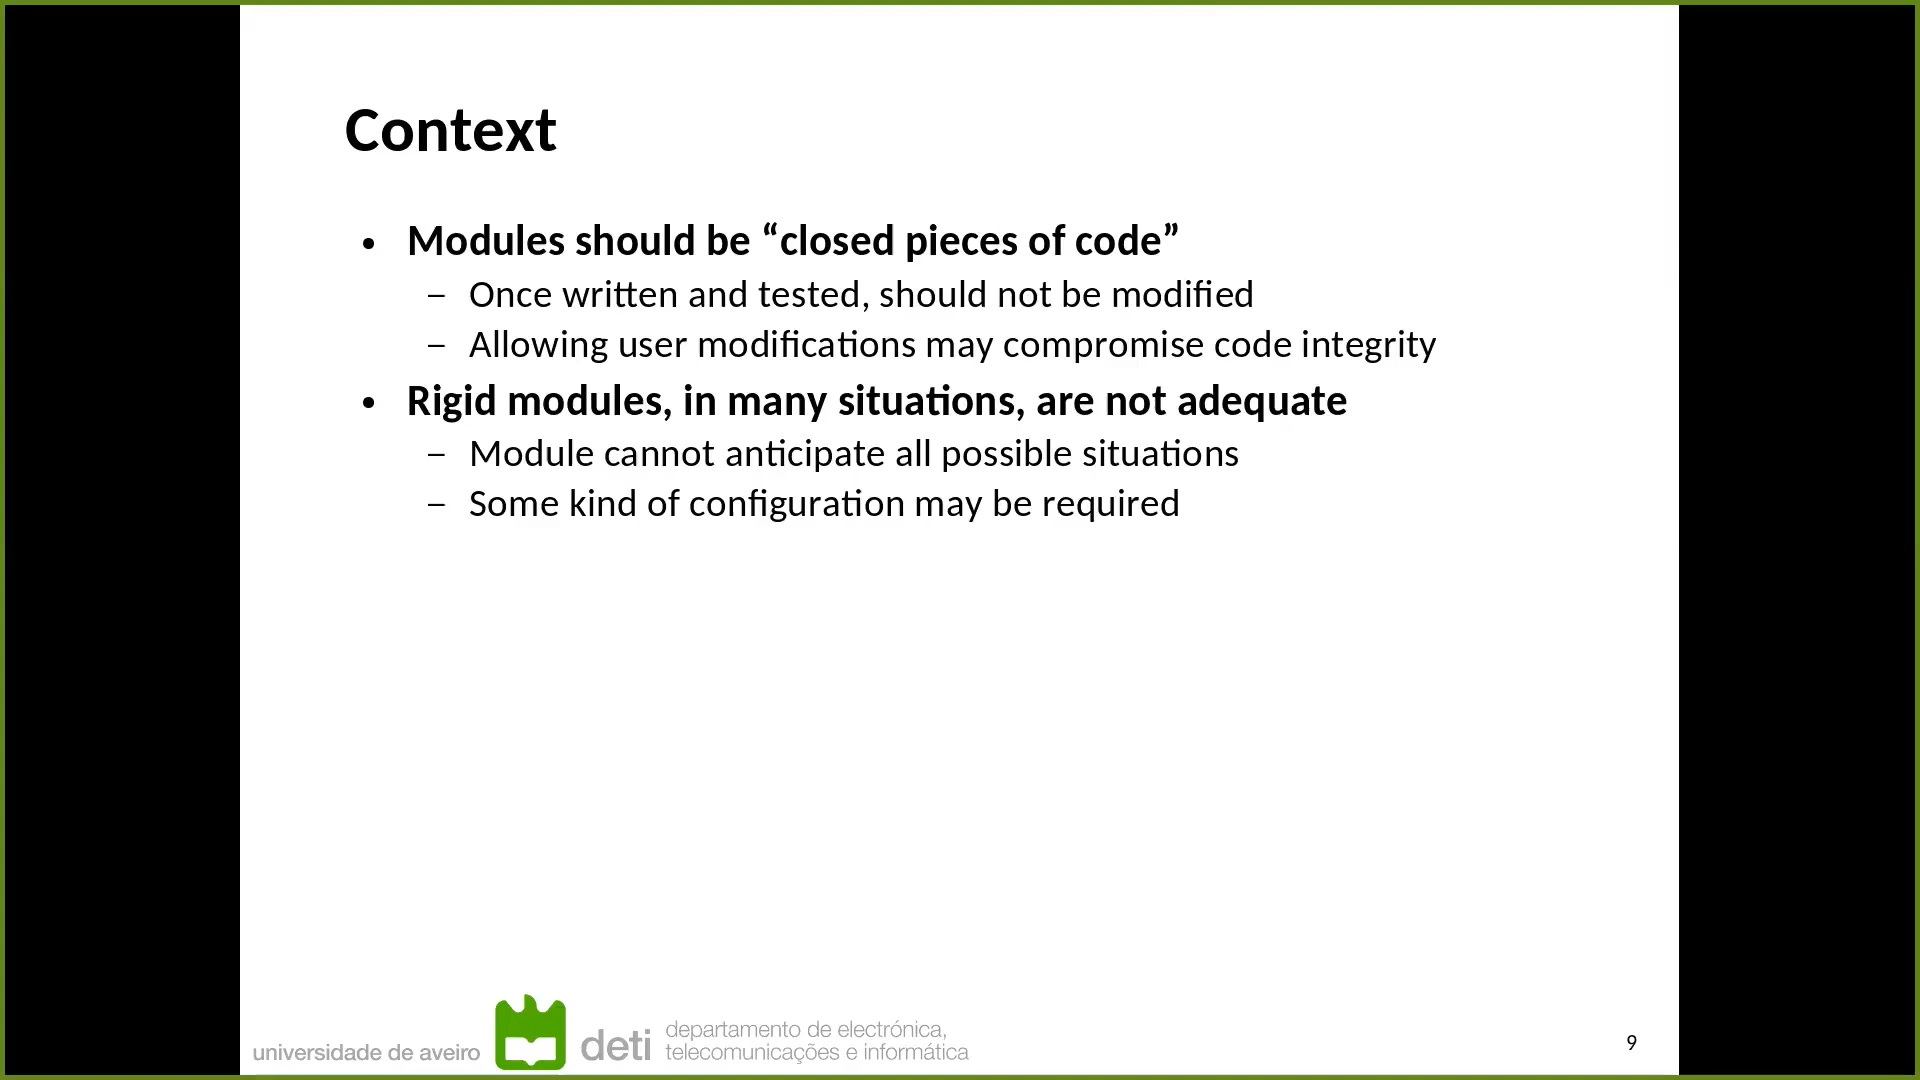 Context
• Modules should be “closed pieces of code”
– Once written and tested, should not be modified
– Allowing user modifications may compromise code integrity
• Rigid modules, in many situations, are not adequate
– Module cannot anticipate all possible situations
– Some kind of configuration may be required
universidade de aveiro
deti
departamento de electrónica,
telecomunicações e informática
9